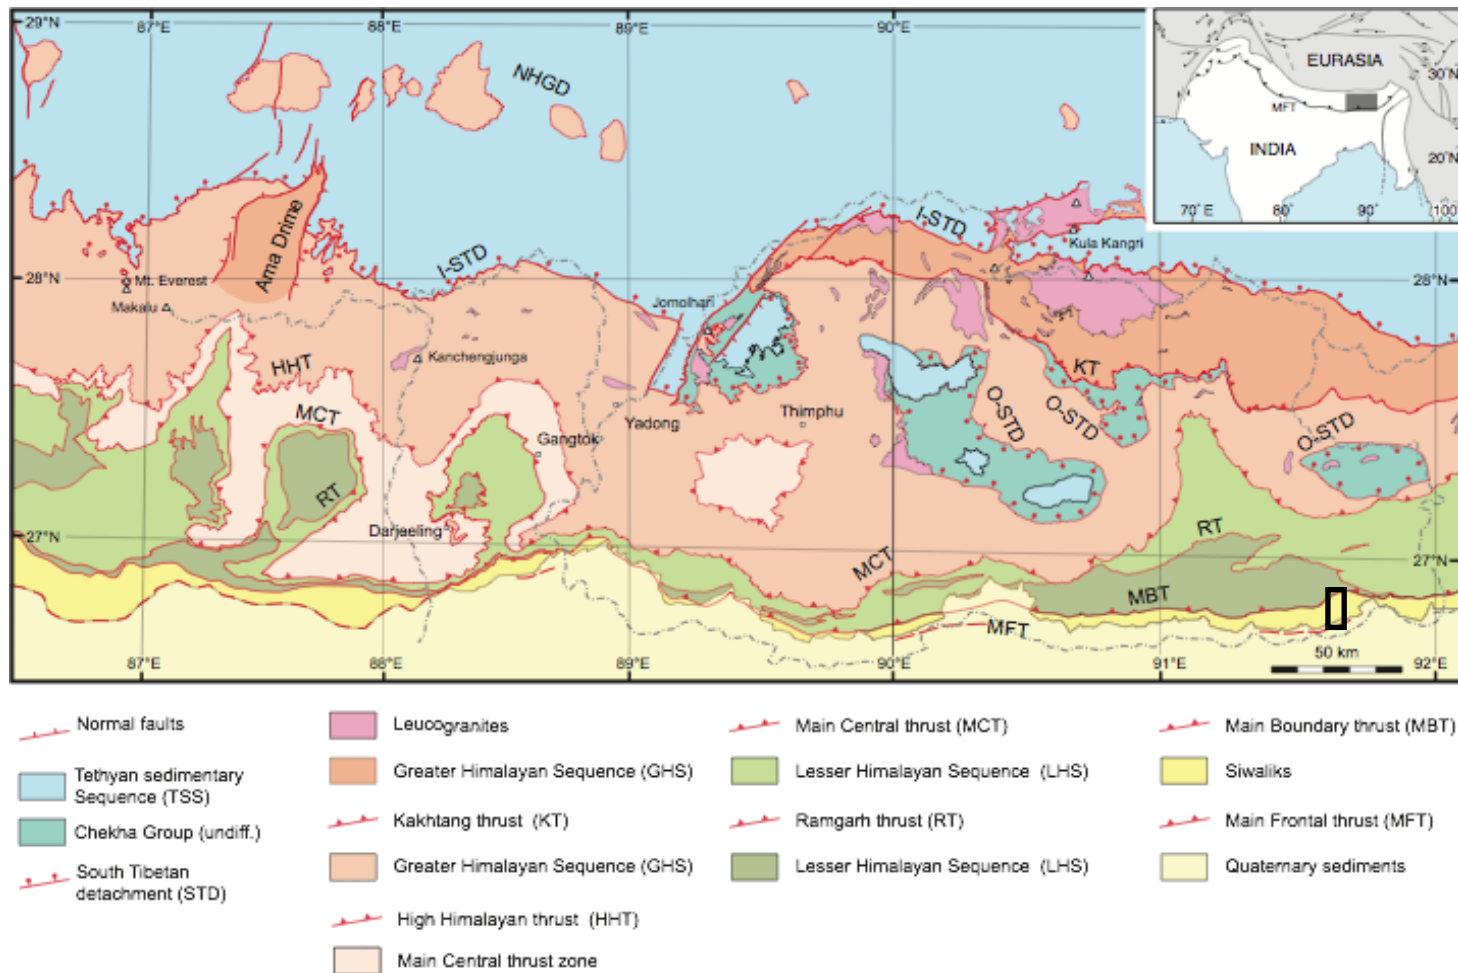 29°N
87°E
88°E
89°E
90°E
NHGD
EURASIA
30°N
MFT
INDIA
20°N
70° E
80°
90°
100°
Ama Drime
I-STD
I-STD
Kula Kangri
28°N
Mt. Everest
Makalu
Jomolhari
28°N
HHT
Kanchengjunga
KT
MCT
Yadong
Thimphu
O-STD
O-STD
O-STD
Gangtok
RT
Darjeeling
RT
27°N
MCT
27°N
MBT
MFT
50 km
87°E
88°E
89°E
90°E
91°E
92°E
Normal faults
Tethyan sedimentary
Sequence (TSS)
Chekha Group (undiff.)
South Tibetan
detachment (STD)
Leucogranites
Greater Himalayan Sequence (GHS)
Kakhtang thrust (KT)
Greater Himalayan Sequence (GHS)
High Himalayan thrust (HHT)
Main Central thrust zone
Main Central thrust (MCT)
Lesser Himalayan Sequence (LHS)
Ramgarh thrust (RT)
Lesser Himalayan Sequence (LHS)
Main Boundary thrust (MBT)
Siwaliks
Main Frontal thrust (MFT)
Quaternary sediments